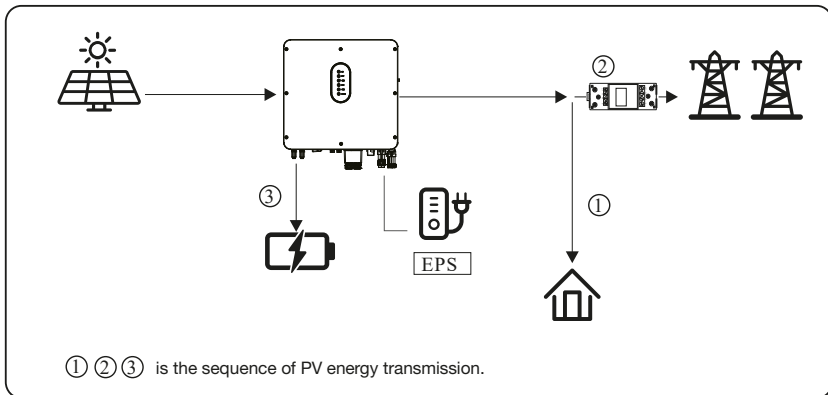 ②
③
①
EPS
① ② ③ is the sequence of PV energy transmission.